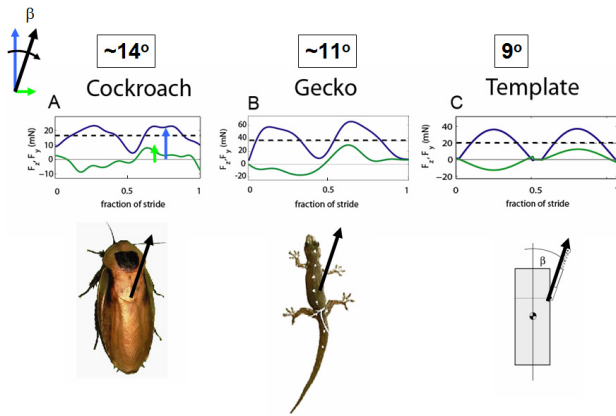 β
~14º
~11º
9º
Cockroach
Gecko
Template
A
B
C
F_z, F_y (mN)
20
10
0
-10
0
0.5
1
fraction of stride
F_z, F_y (mN)
60
40
20
0
-20
0
0.5
1
fraction of stride
F_z, F_y (mN)
40
20
0
-20
0
0.5
1
fraction of stride
β